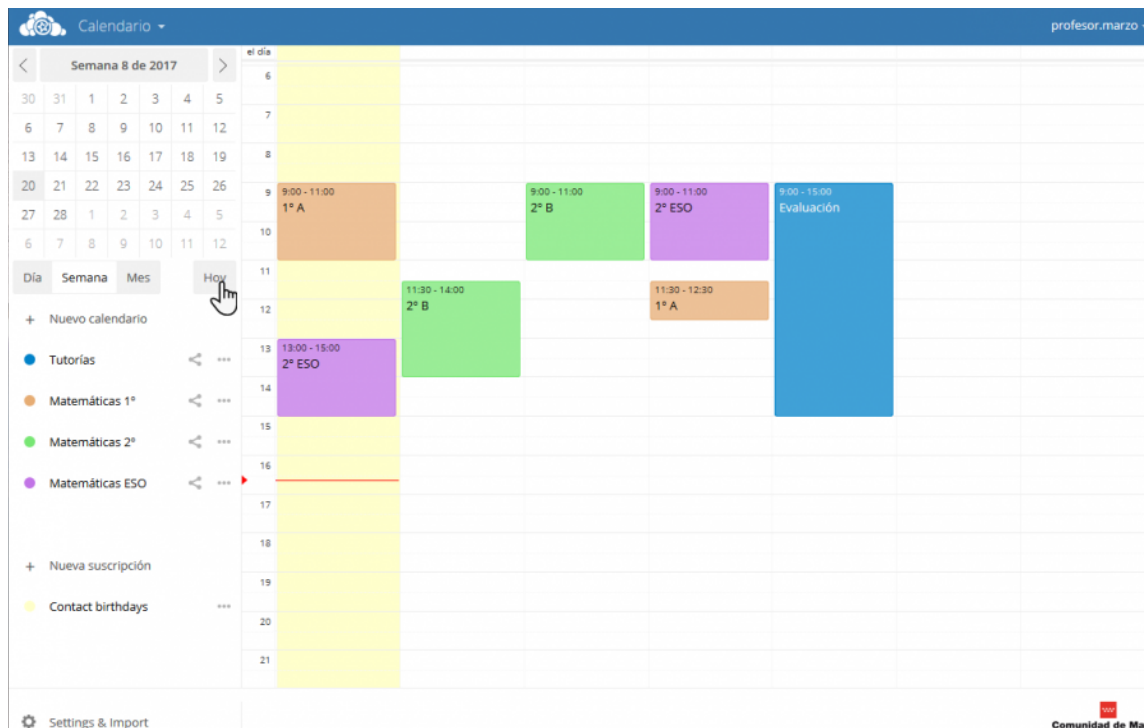 Calendario
profesor.marzo
Semana 8 de 2017
30 31 1 2 3 4 5
6 7 8 9 10 11 12
13 14 15 16 17 18 19
20 21 22 23 24 25 26
27 28 1 2 3 4 5
6 7 8 9 10 11 12
Día Semana Mes Hoy
+ Nuevo calendario
Tutorías
Matemáticas 1º
Matemáticas 2º
Matemáticas ESO
+ Nueva suscripción
Contact birthdays
Settings & Import
el día
6
7
8
9
10
11
12
13
14
15
16
17
18
19
20
21
9:00 - 11:00
1º A
13:00 - 15:00
2º ESO
11:30 - 14:00
2º B
9:00 - 11:00
2º B
9:00 - 11:00
2º ESO
11:30 - 12:30
1º A
9:00 - 15:00
Evaluación
Comunidad de Ma